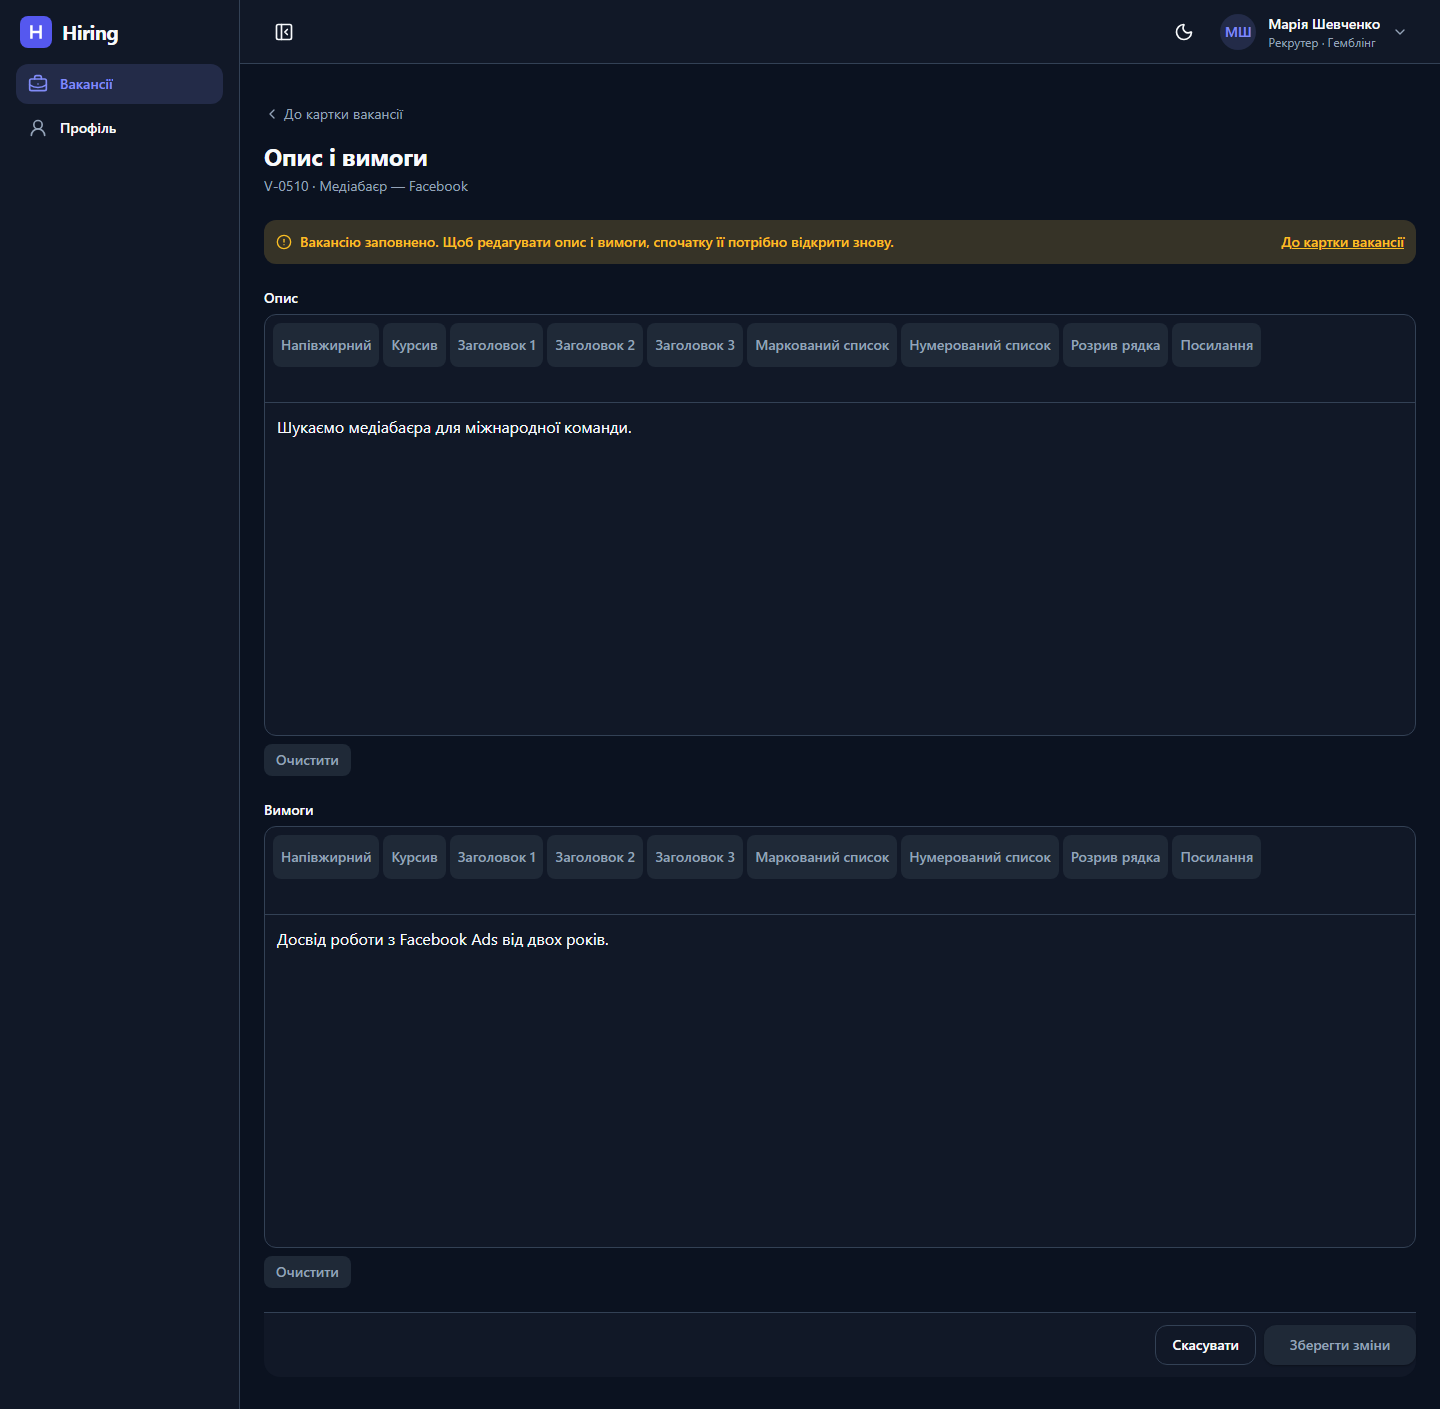 H Hiring
Вакансії
Профіль
МШ
Марія Шевченко
Рекрутер · Гемблінг
До картки вакансії
Опис і вимоги
V-0510 · Медіабаєр — Facebook
Вакансію заповнено. Щоб редагувати опис і вимоги, спочатку її потрібно відкрити знову.
До картки вакансії
Опис
Напівжирний Курсив Заголовок 1 Заголовок 2 Заголовок 3 Маркований список Нумерований список Розрив рядка Посилання
Шукаємо медіабаєра для міжнародної команди.
Очистити
Вимоги
Напівжирний Курсив Заголовок 1 Заголовок 2 Заголовок 3 Маркований список Нумерований список Розрив рядка Посилання
Досвід роботи з Facebook Ads від двох років.
Очистити
Скасувати Зберегти зміни